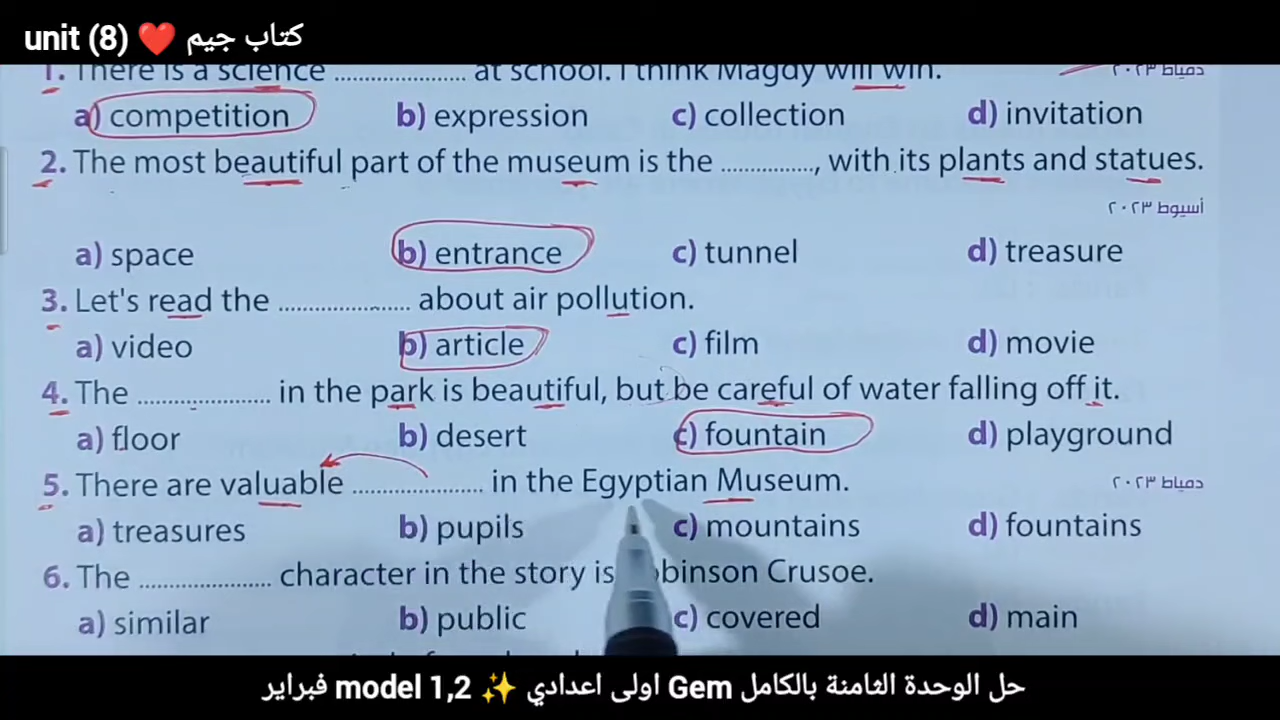 unit (8) ❤️ كتاب جيم
1. There is a science .................... at school. I think Magdy will win. دمياط ٢٠٢٣
a) competition b) expression c) collection d) invitation
2. The most beautiful part of the museum is the ..............., with its plants and statues.
أسيوط ٢٠٢٣
a) space b) entrance c) tunnel d) treasure
3. Let's read the .................... about air pollution.
a) video b) article c) film d) movie
4. The .................... in the park is beautiful, but be careful of water falling off it.
a) floor b) desert c) fountain d) playground
5. There are valuable .................... in the Egyptian Museum. دمياط ٢٠٢٣
a) treasures b) pupils c) mountains d) fountains
6. The .................... character in the story is Robinson Crusoe.
a) similar b) public c) covered d) main
حل الوحدة الثامنة بالكامل Gem اولى اعدادي ✨ model 1,2 فبراير